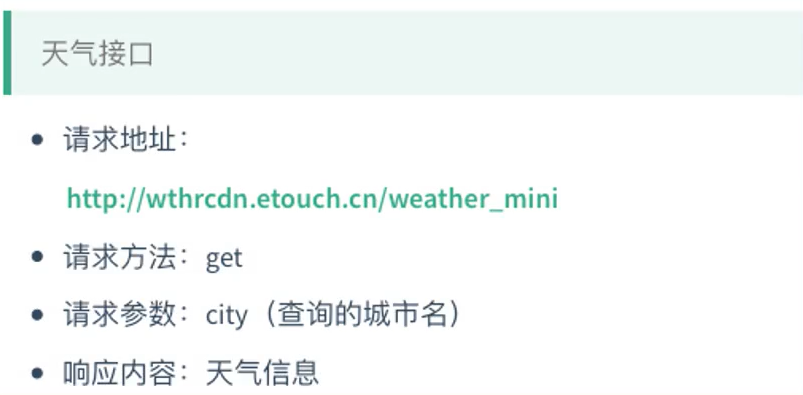 天气接口
请求地址：
http://wthrcdn.etouch.cn/weather_mini
请求方法：get
请求参数：city（查询的城市名）
响应内容：天气信息